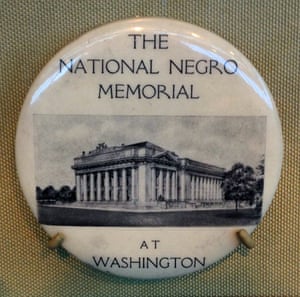 THE
NATIONAL NEGRO
MEMORIAL
AT
WASHINGTON